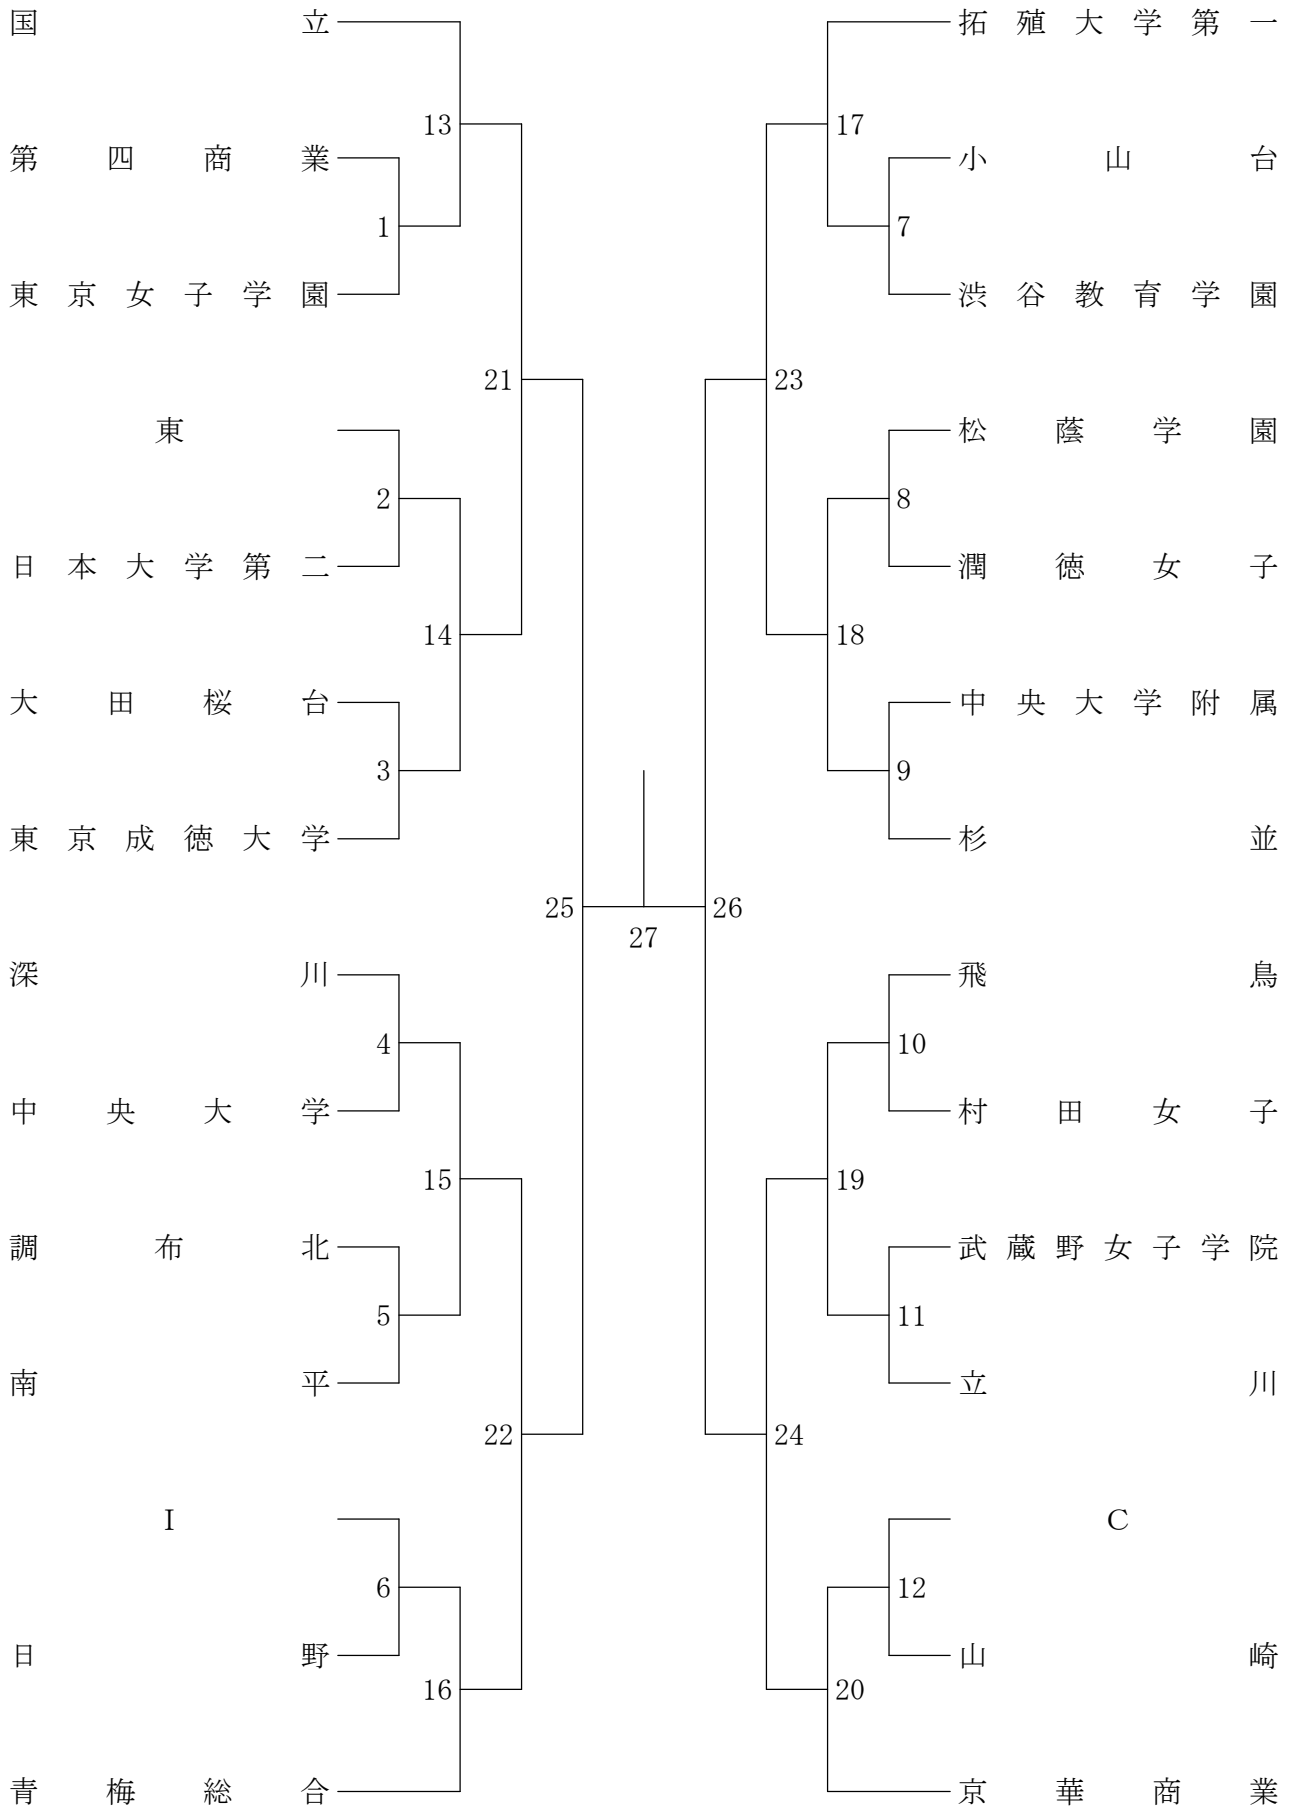 国立
13
第四商業
1
東京女子学園
21
東
2
日本大学第二
14
大田桜台
3
東京成徳大学
25
深川
4
中央大学
15
調布北
5
南平
22
I
6
日野
16
青梅総合
27
拓殖大学第一
17
小山台
7
渋谷教育学園
23
松蔭学園
8
潤徳女子
18
中央大学附属
9
杉並
26
飛鳥
10
村田女子
19
武蔵野女子学院
11
立川
24
C
12
山崎
20
京華商業